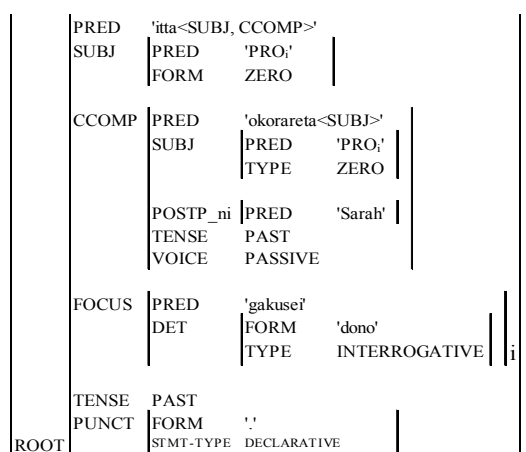 PRED 'itta<SUBJ, CCOMP>'
SUBJ PRED 'PROi'
FORM ZERO
CCOMP PRED 'okorareta<SUBJ>'
SUBJ PRED 'PROi'
TYPE ZERO
POSTP_ni PRED 'Sarah'
TENSE PAST
VOICE PASSIVE
FOCUS PRED 'gakusei'
DET FORM 'dono'
TYPE INTERROGATIVE i
TENSE PAST
PUNCT FORM '.'
ROOT STMT-TYPE DECLARATIVE